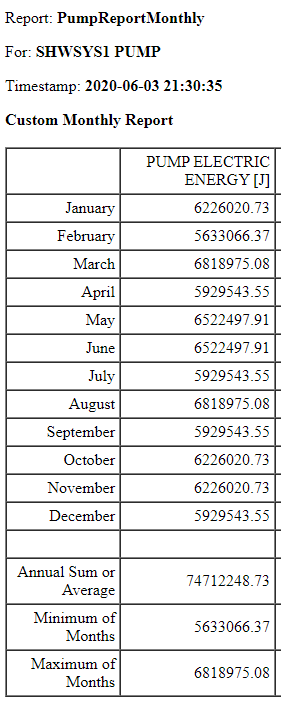 Report: PumpReportMonthly
For: SHWSYS1 PUMP
Timestamp: 2020-06-03 21:30:35
Custom Monthly Report
PUMP ELECTRIC
ENERGY [J]
January 6226020.73
February 5633066.37
March 6818975.08
April 5929543.55
May 6522497.91
June 6522497.91
July 5929543.55
August 6818975.08
September 5929543.55
October 6226020.73
November 6226020.73
December 5929543.55
Annual Sum or
Average 74712248.73
Minimum of
Months 5633066.37
Maximum of
Months 6818975.08